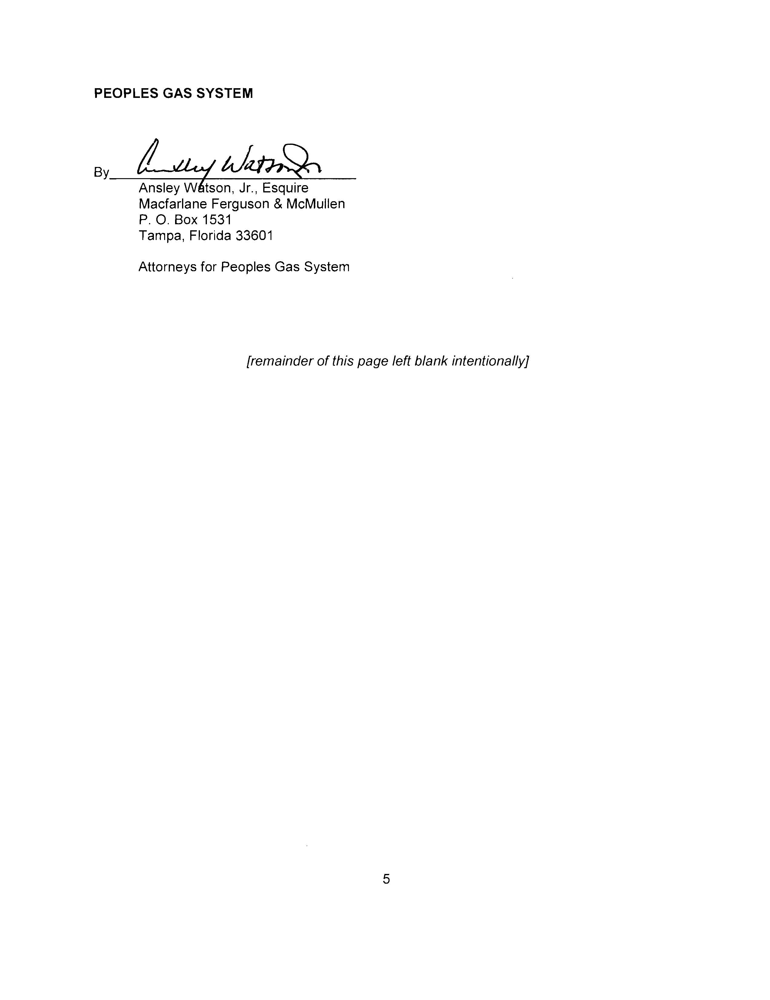 PEOPLES GAS SYSTEM
By Ansley Watson Jr
Ansley Watson, Jr., Esquire
Macfarlane Ferguson & McMullen
P. O. Box 1531
Tampa, Florida 33601
Attorneys for Peoples Gas System
[remainder of this page left blank intentionally]
5